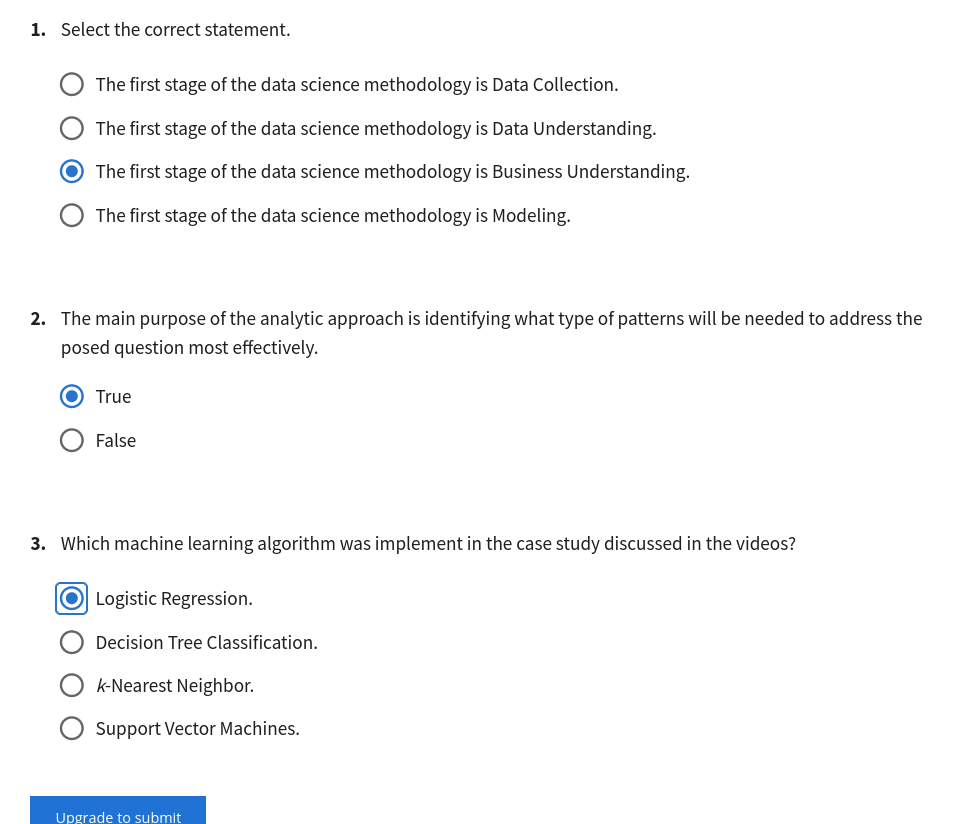 1. Select the correct statement.
The first stage of the data science methodology is Data Collection.
The first stage of the data science methodology is Data Understanding.
The first stage of the data science methodology is Business Understanding.
The first stage of the data science methodology is Modeling.
2. The main purpose of the analytic approach is identifying what type of patterns will be needed to address the
posed question most effectively.
True
False
3. Which machine learning algorithm was implement in the case study discussed in the videos?
Logistic Regression.
Decision Tree Classification.
k-Nearest Neighbor.
Support Vector Machines.
Upgrade to submit